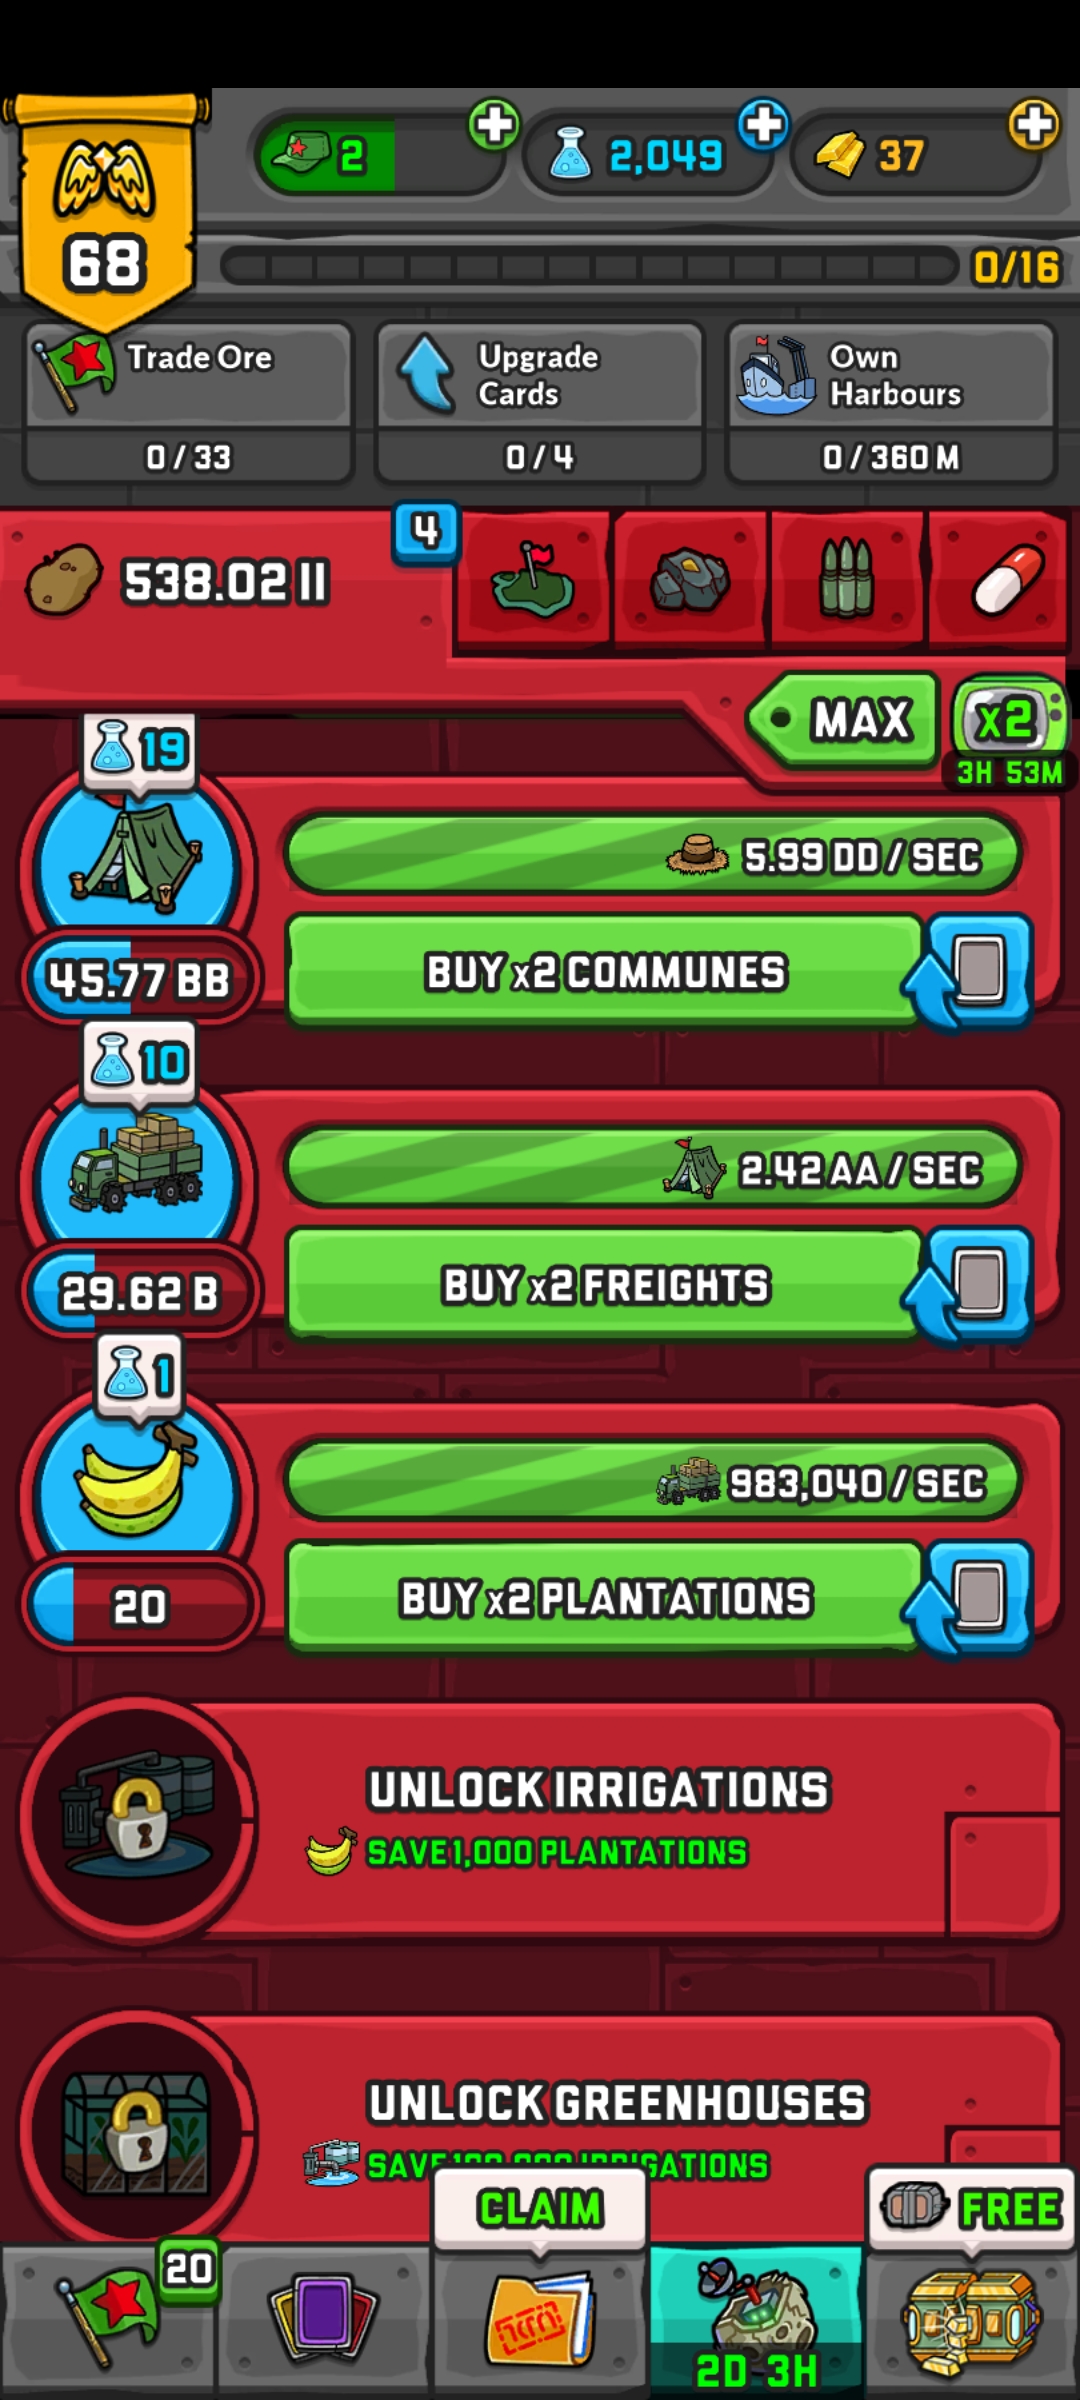 2
2,049
37
68
0/16
Trade Ore
Upgrade
Cards
Own
Harbours
0/33
0/4
0/360 M
538.02 II
4
MAX
x2
3H 53M
19
5.99 DD / SEC
45.77 BB
BUY x2 COMMUNES
10
2.42 AA / SEC
29.62 B
BUY x2 FREIGHTS
1
983,040 / SEC
20
BUY x2 PLANTATIONS
UNLOCK IRRIGATIONS
SAVE 1,000 PLANTATIONS
UNLOCK GREENHOUSES
SAVE IRRIGATIONS
CLAIM
FREE
20
2D 3H